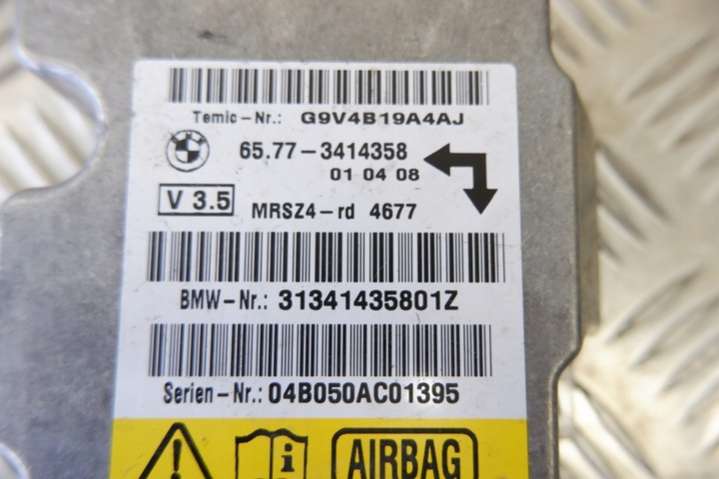 Temic-Nr.: G9V4B19A4AJ
65.77-3414358
01 04 08
V 3.5
MRSZ4-rd 4677
BMW-Nr.: 31341435801Z
Serien-Nr.: 04B050AC01395
i
AIRBAG